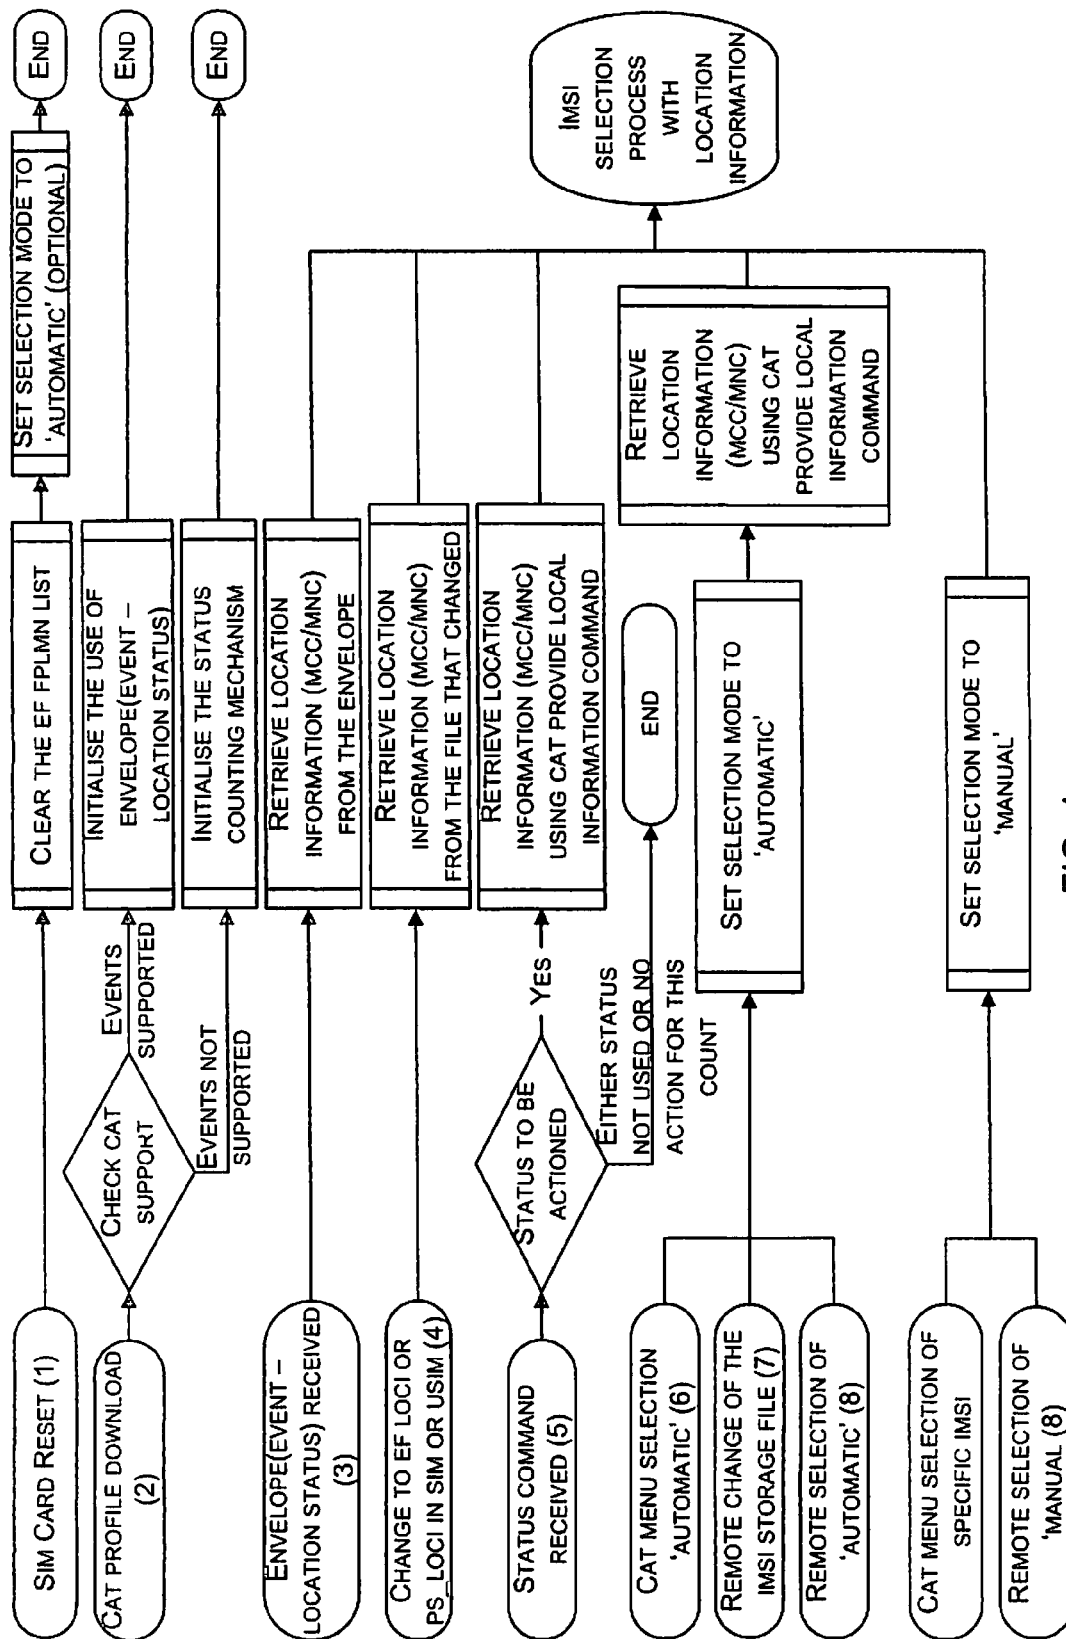 SIM CARD RESET (1)
CLEAR THE EF FPLMN LIST
SET SELECTION MODE TO
'AUTOMATIC' (OPTIONAL)
END
CAT PROFILE DOWNLOAD
(2)
CHECK CAT
SUPPORT
EVENTS
SUPPORTED
INITIALISE THE USE OF
ENVELOPE(EVENT –
LOCATION STATUS)
END
EVENTS NOT
SUPPORTED
INITIALISE THE STATUS
COUNTING MECHANISM
END
ENVELOPE(EVENT –
LOCATION STATUS) RECEIVED
(3)
RETRIEVE LOCATION
INFORMATION (MCC/MNC)
FROM THE ENVELOPE
CHANGE TO EF LOCI OR
PS_LOCI IN SIM OR USIM (4)
RETRIEVE LOCATION
INFORMATION (MCC/MNC)
FROM THE FILE THAT CHANGED
STATUS COMMAND
RECEIVED (5)
STATUS TO BE
ACTIONED
YES
RETRIEVE LOCATION
INFORMATION (MCC/MNC)
USING CAT PROVIDE LOCAL
INFORMATION COMMAND
EITHER STATUS
NOT USED OR NO
ACTION FOR THIS
COUNT
END
IMSI
SELECTION
PROCESS
WITH
LOCATION
INFORMATION
CAT MENU SELECTION
'AUTOMATIC' (6)
REMOTE CHANGE OF THE
IMSI STORAGE FILE (7)
REMOTE SELECTION OF
'AUTOMATIC' (8)
SET SELECTION MODE TO
'AUTOMATIC'
RETRIEVE
LOCATION
INFORMATION
(MCC/MNC)
USING CAT
PROVIDE LOCAL
INFORMATION
COMMAND
CAT MENU SELECTION OF
SPECIFIC IMSI
REMOTE SELECTION OF
'MANUAL (8)
SET SELECTION MODE TO
'MANUAL'